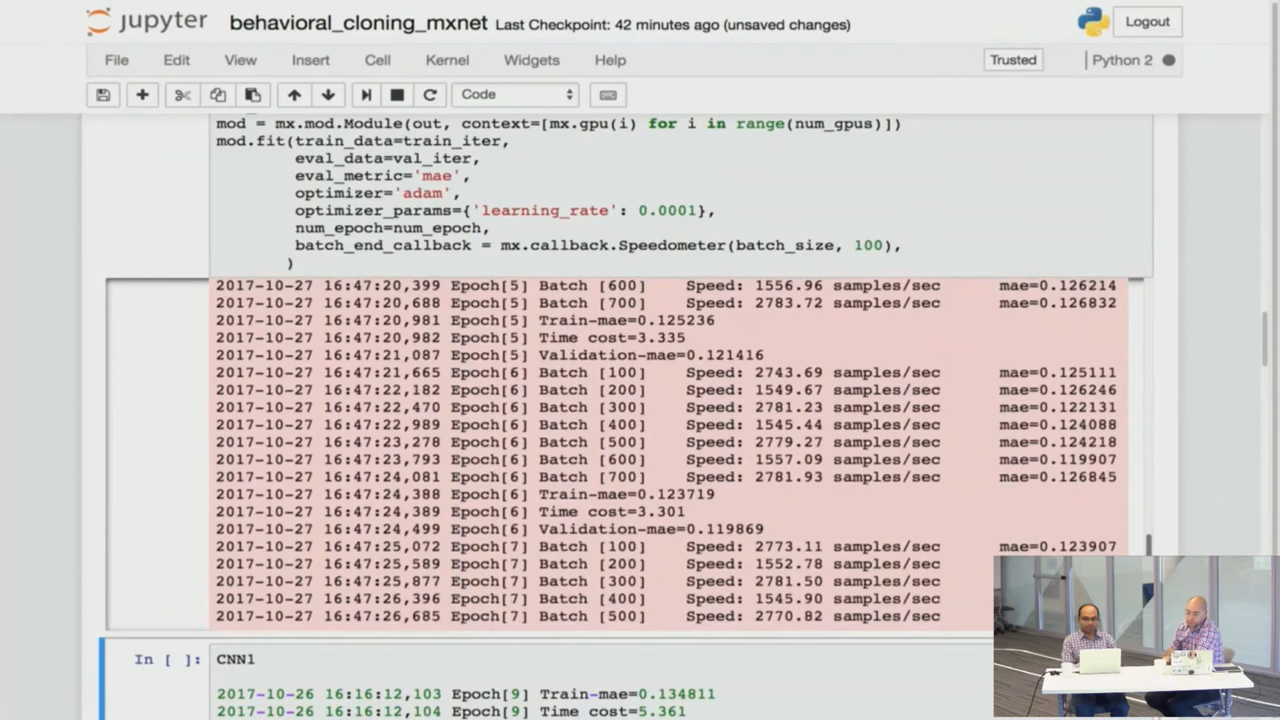 jupyter behavioral_cloning_mxnet Last Checkpoint: 42 minutes ago (unsaved changes) Logout
File Edit View Insert Cell Kernel Widgets Help Trusted Python 2
Code
mod = mx.mod.Module(out, context=[mx.gpu(i) for i in range(num_gpus)])
mod.fit(train_data=train_iter,
eval_data=val_iter,
eval_metric='mae',
optimizer='adam',
optimizer_params={'learning_rate': 0.0001},
num_epoch=num_epoch,
batch_end_callback = mx.callback.Speedometer(batch_size, 100),
)
2017-10-27 16:47:20,399 Epoch[5] Batch [600] Speed: 1556.96 samples/sec mae=0.126214
2017-10-27 16:47:20,688 Epoch[5] Batch [700] Speed: 2783.72 samples/sec mae=0.126832
2017-10-27 16:47:20,981 Epoch[5] Train-mae=0.125236
2017-10-27 16:47:20,982 Epoch[5] Time cost=3.335
2017-10-27 16:47:21,087 Epoch[5] Validation-mae=0.121416
2017-10-27 16:47:21,665 Epoch[6] Batch [100] Speed: 2743.69 samples/sec mae=0.125111
2017-10-27 16:47:22,182 Epoch[6] Batch [200] Speed: 1549.67 samples/sec mae=0.126246
2017-10-27 16:47:22,470 Epoch[6] Batch [300] Speed: 2781.23 samples/sec mae=0.122131
2017-10-27 16:47:22,989 Epoch[6] Batch [400] Speed: 1545.44 samples/sec mae=0.124088
2017-10-27 16:47:23,278 Epoch[6] Batch [500] Speed: 2779.27 samples/sec mae=0.124218
2017-10-27 16:47:23,793 Epoch[6] Batch [600] Speed: 1557.09 samples/sec mae=0.119907
2017-10-27 16:47:24,081 Epoch[6] Batch [700] Speed: 2781.93 samples/sec mae=0.126845
2017-10-27 16:47:24,388 Epoch[6] Train-mae=0.123719
2017-10-27 16:47:24,389 Epoch[6] Time cost=3.301
2017-10-27 16:47:24,499 Epoch[6] Validation-mae=0.119869
2017-10-27 16:47:25,072 Epoch[7] Batch [100] Speed: 2773.11 samples/sec mae=0.123907
2017-10-27 16:47:25,589 Epoch[7] Batch [200] Speed: 1552.78 samples/sec
2017-10-27 16:47:25,877 Epoch[7] Batch [300] Speed: 2781.50 samples/sec
2017-10-27 16:47:26,396 Epoch[7] Batch [400] Speed: 1545.90 samples/sec
2017-10-27 16:47:26,685 Epoch[7] Batch [500] Speed: 2770.82 samples/sec
In [ ]: CNN1
2017-10-26 16:16:12,103 Epoch[9] Train-mae=0.134811
2017-10-26 16:16:12,104 Epoch[9] Time cost=5.361